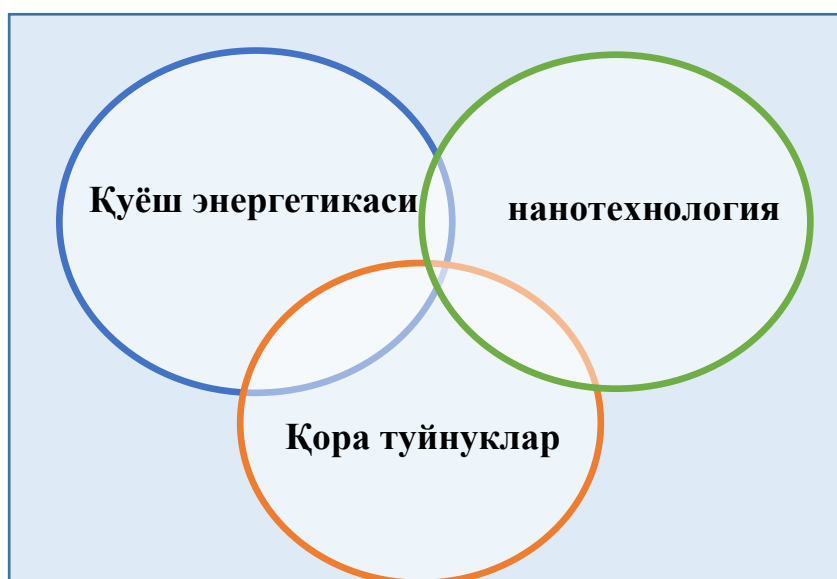 Қуёш энергетикаси
нанотехнология
Қора туйнуклар